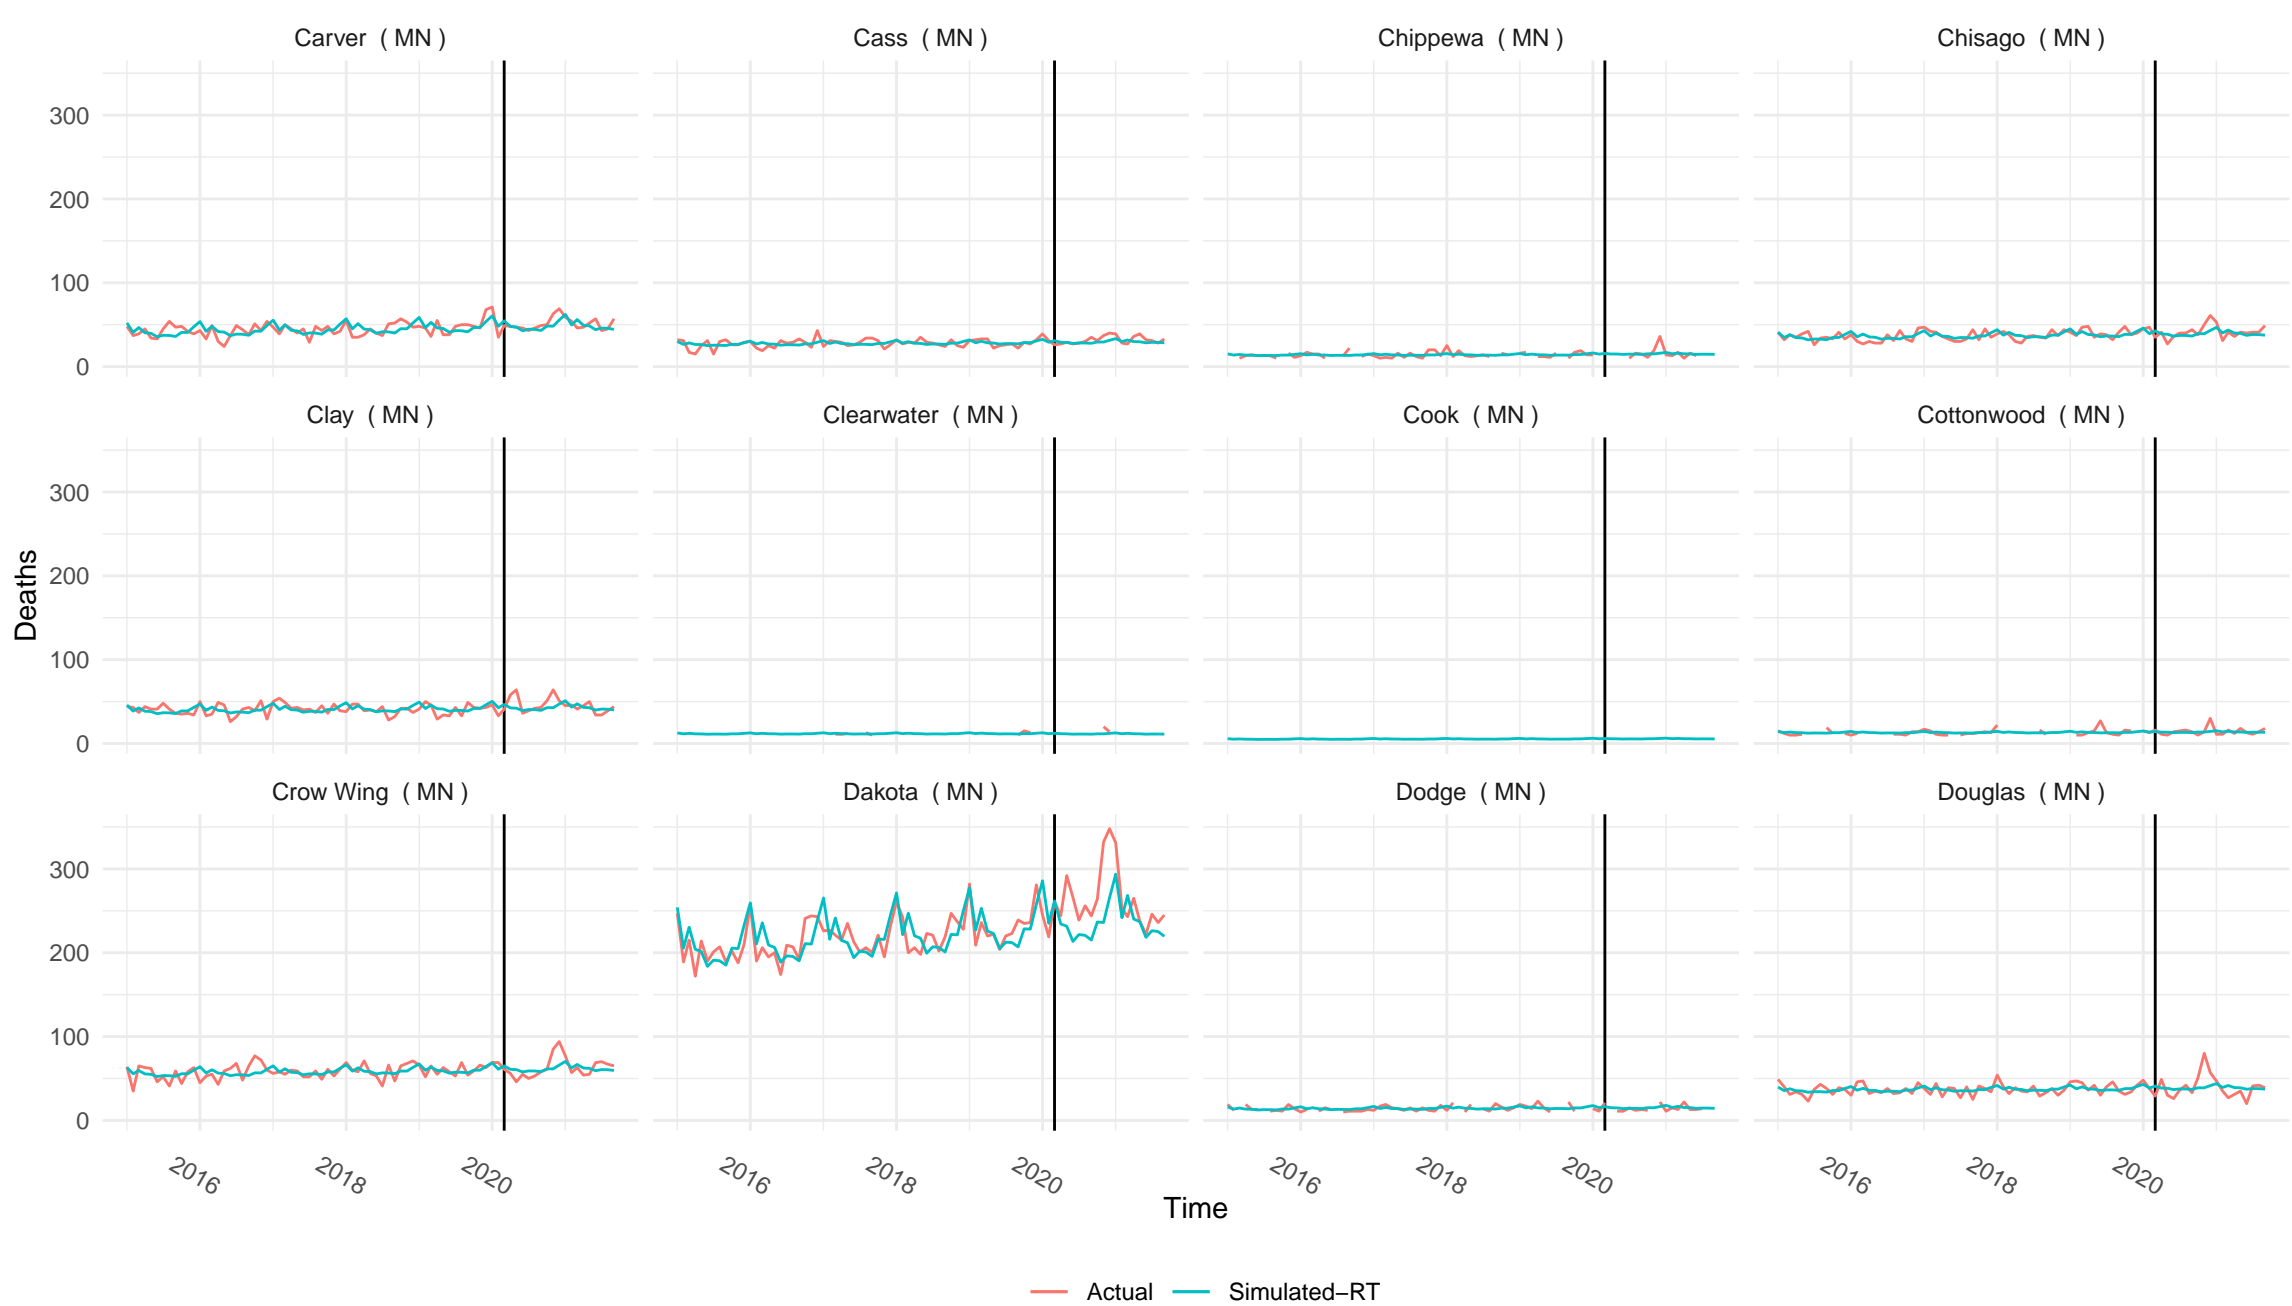 Carver ( MN )
Cass ( MN )
Chippewa ( MN )
Chisago ( MN )
300
200
100
0
Clay ( MN )
Clearwater ( MN )
Cook ( MN )
Cottonwood ( MN )
300
200
100
0
Deaths
Crow Wing ( MN )
Dakota ( MN )
Dodge ( MN )
Douglas ( MN )
300
200
100
0
2016 2018 2020
2016 2018 2020
2016 2018 2020
2016 2018 2020
Time
Actual
Simulated−RT